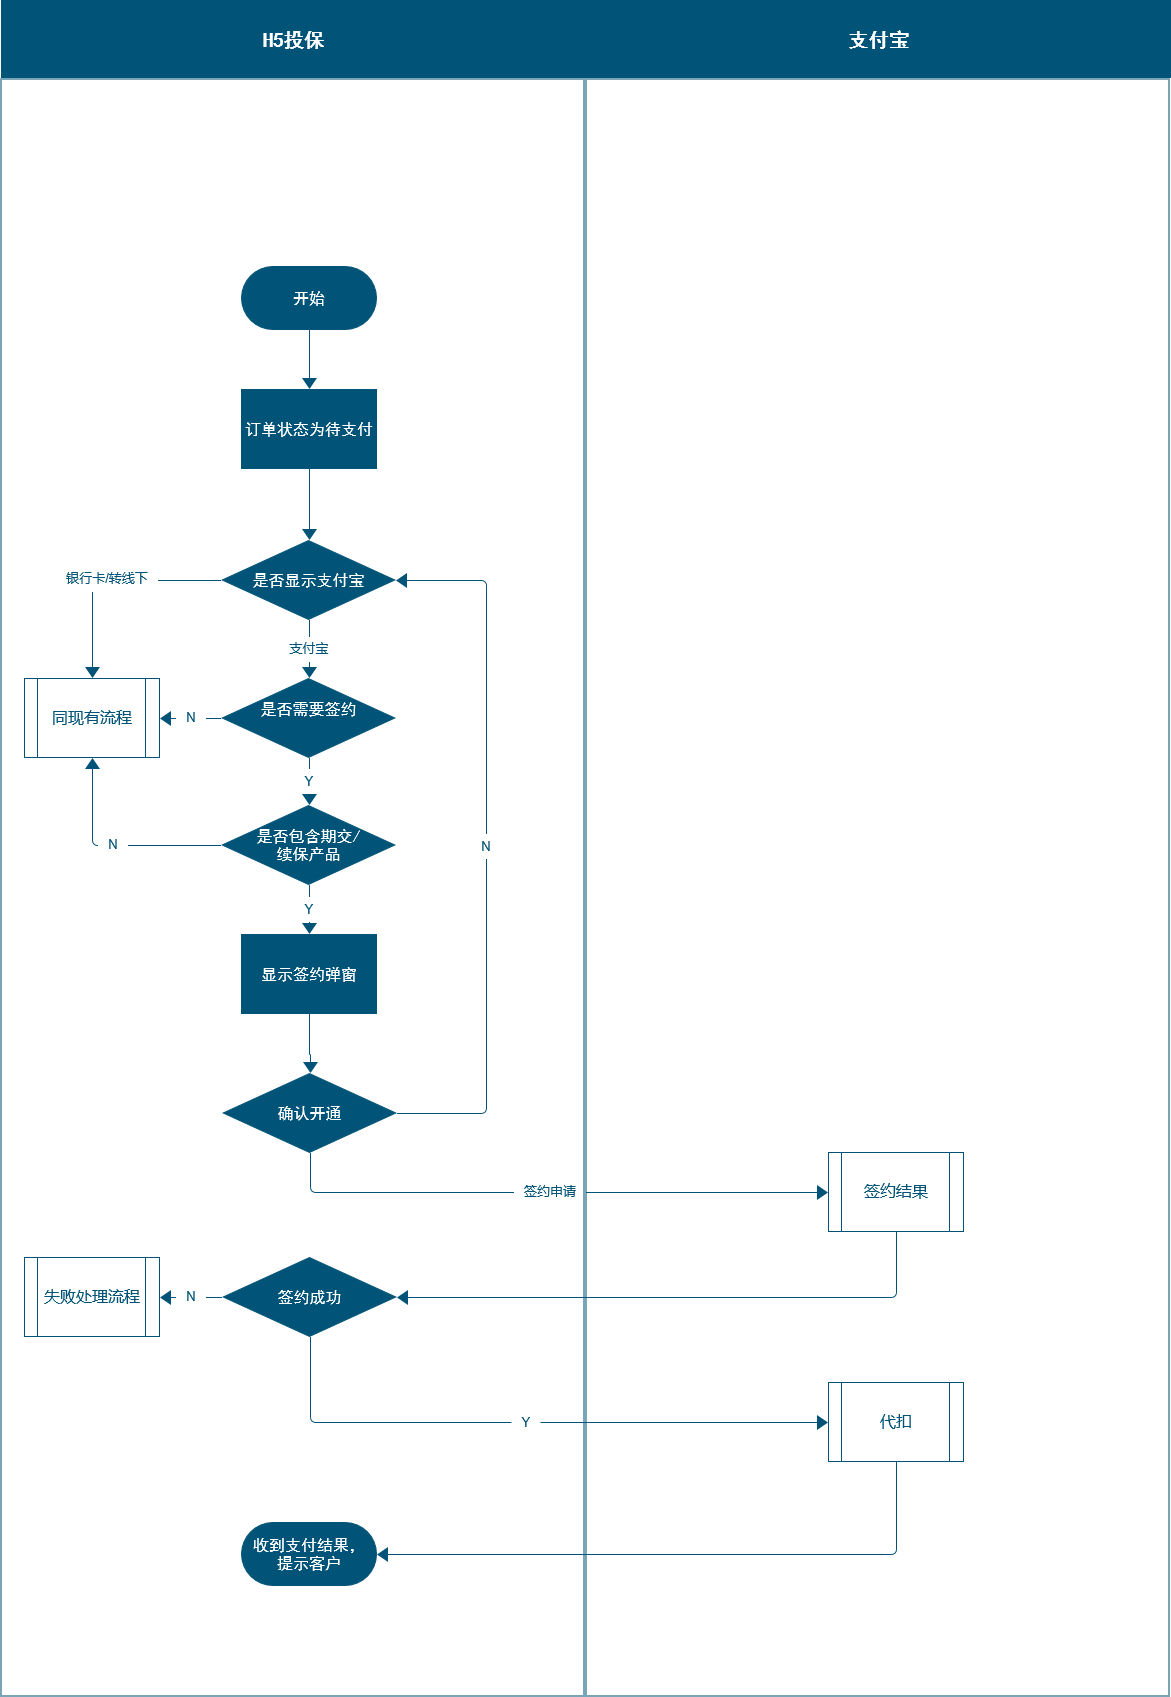 H5投保
支付宝
开始
订单状态为待支付
银行卡/转线下
是否显示支付宝
支付宝
同现有流程
N
是否需要签约
Y
N
是否包含期交/
续保产品
N
Y
显示签约弹窗
确认开通
签约申请
签约结果
失败处理流程
N
签约成功
Y
代扣
收到支付结果，
提示客户